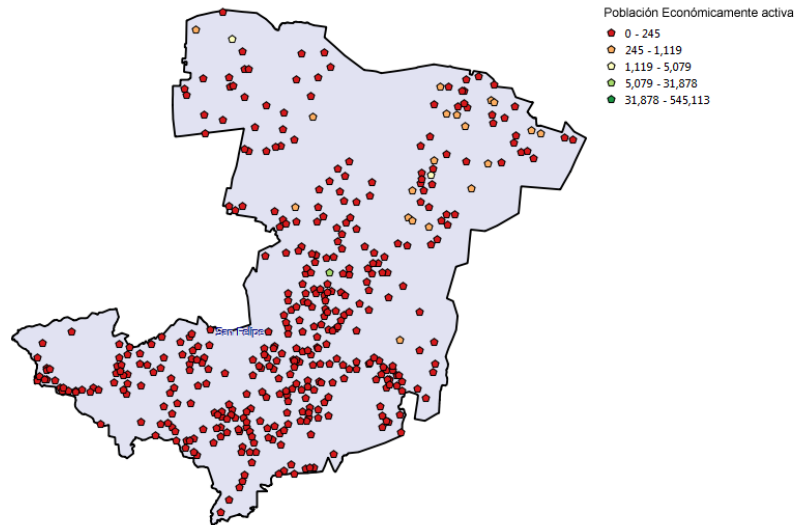 Población Económicamente activa
0 - 245
245 - 1,119
1,119 - 5,079
5,079 - 31,878
31,878 - 545,113
San Felipe